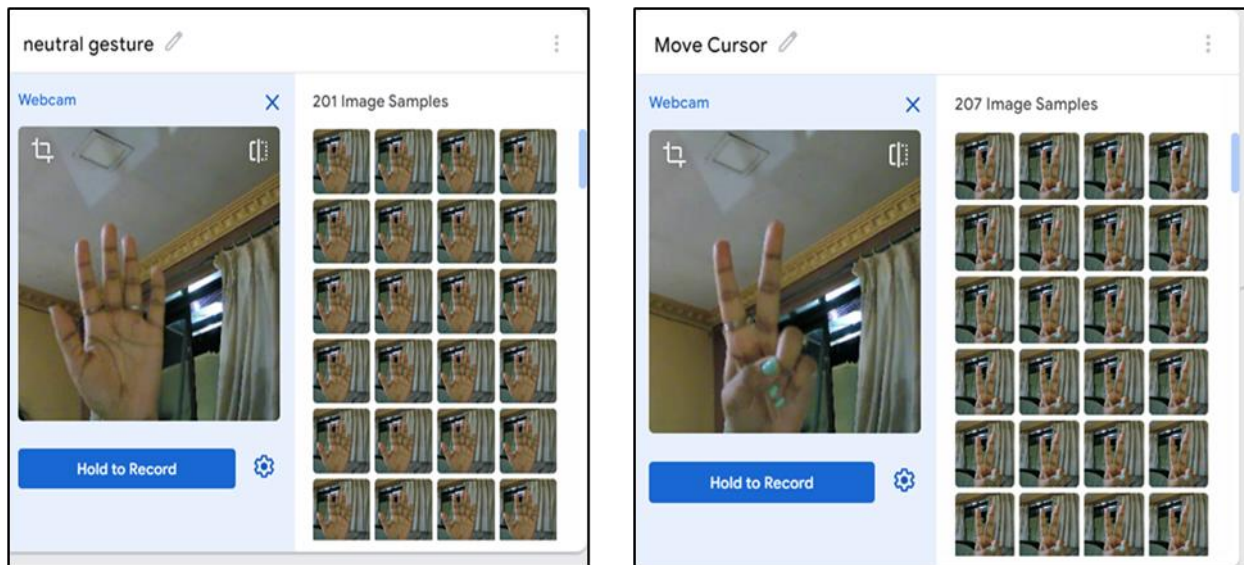 neutral gesture
Webcam
201 Image Samples
Hold to Record
Move Cursor
Webcam
207 Image Samples
Hold to Record